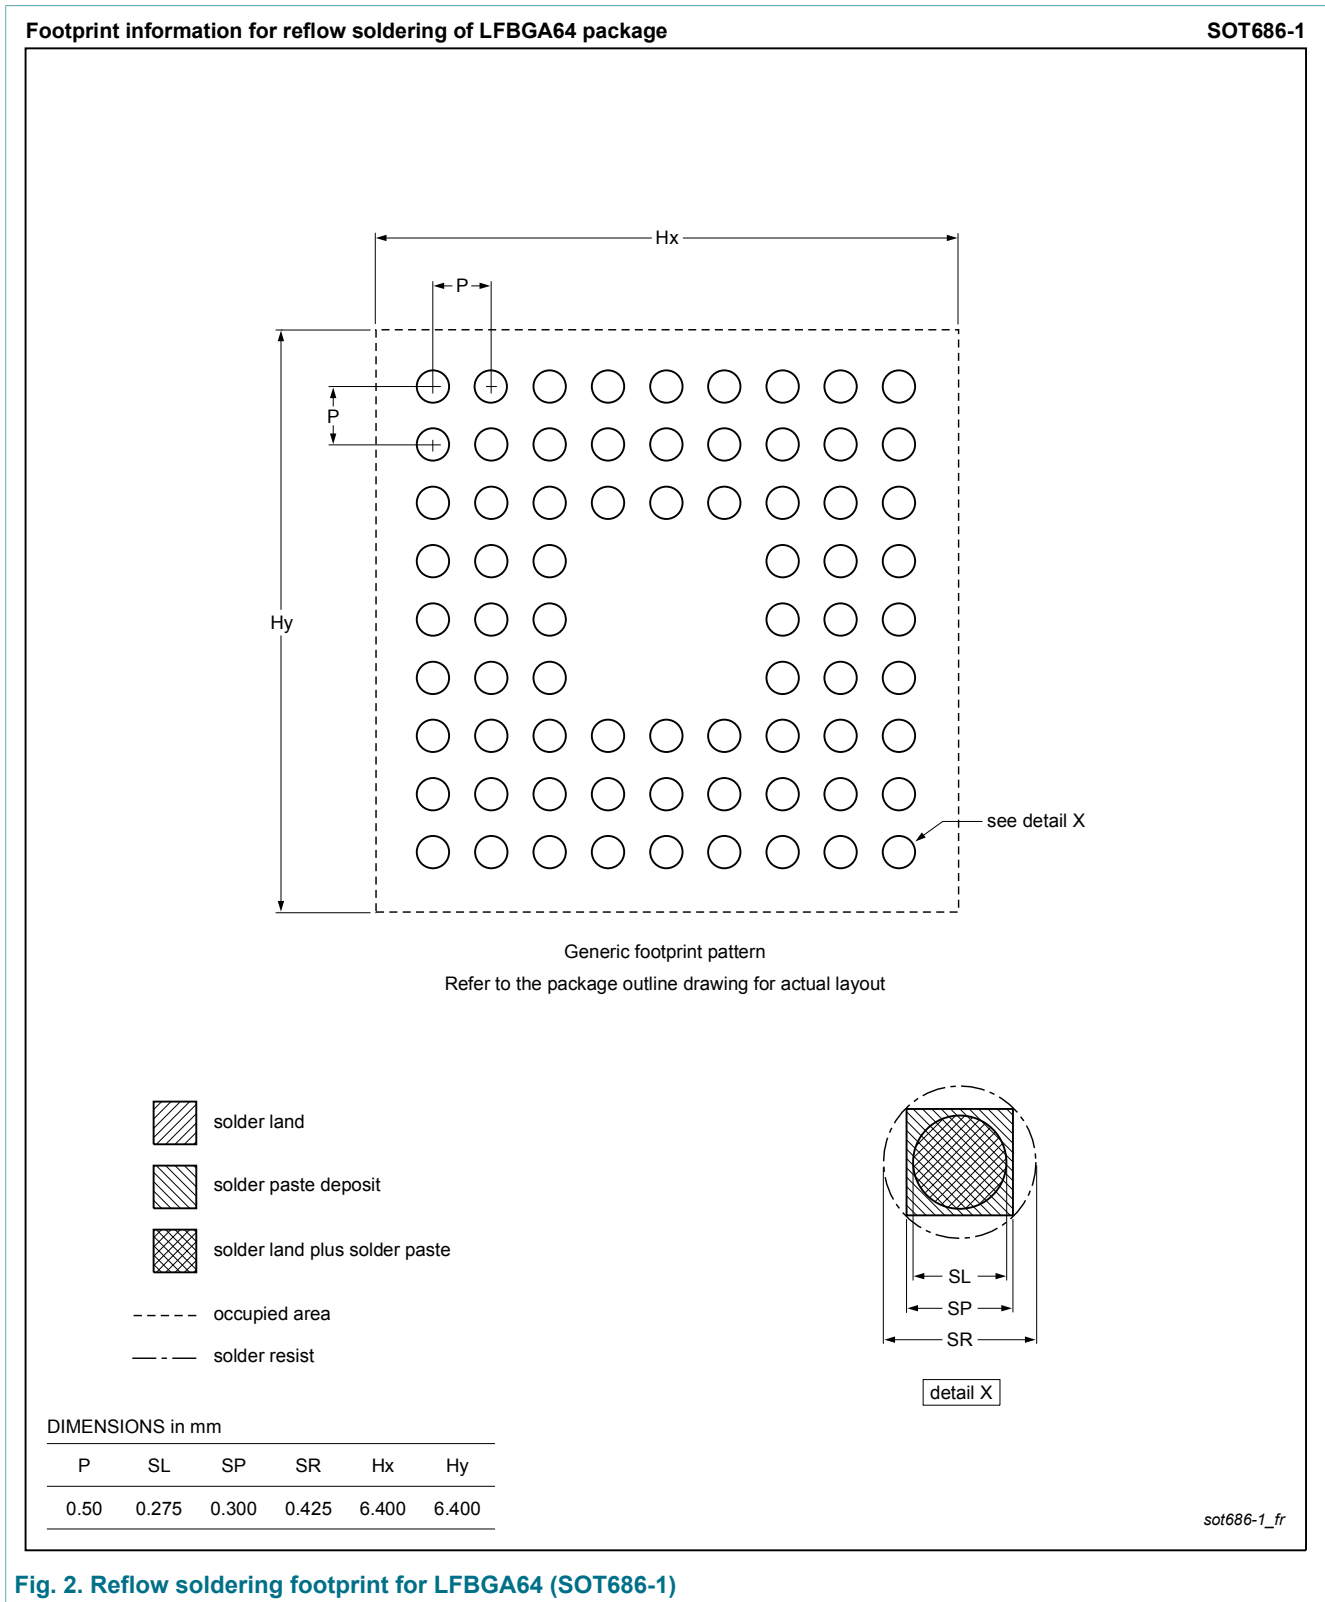 Footprint information for reflow soldering of LFBGA64 package SOT686-1
Hx
P
P
Hy
see detail X
Generic footprint pattern
Refer to the package outline drawing for actual layout
solder land
solder paste deposit
solder land plus solder paste
occupied area
solder resist
SL
SP
SR
detail X
DIMENSIONS in mm
P SL SP SR Hx Hy
0.50 0.275 0.300 0.425 6.400 6.400
sot686-1_fr
Fig. 2. Reflow soldering footprint for LFBGA64 (SOT686-1)